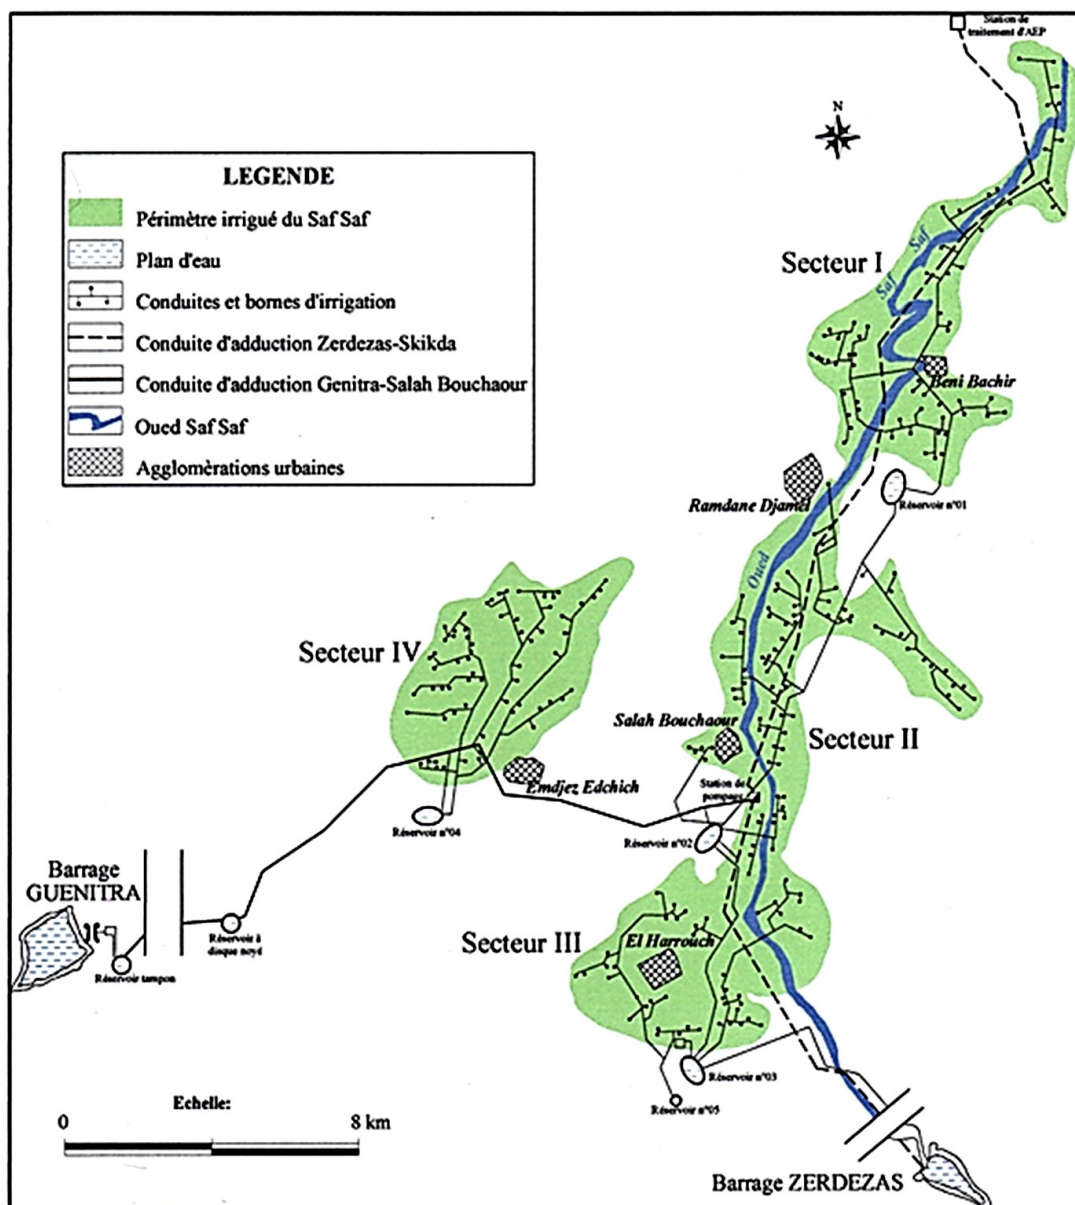 Station de
traitement d'AEP
N
LEGENDE
Périmètre irrigué du Saf Saf
Plan d'eau
Conduites et bornes d'irrigation
Conduite d'adduction Zerdezas-Skikda
Conduite d'adduction Genitra-Salah Bouchaour
Oued Saf Saf
Agglomèrations urbaines
Secteur I
Saf
Saf
Beni Bachir
Ramdane Djamel
Réservoir n°01
Oued
Secteur IV
Salah Bouchaour
Secteur II
Emdjez Edchich
Station de
pompage
Réservoir n°04
Réservoir n°02
Barrage
GUENITRA
Réservoir à
disque noyé
Réservoir tampon
Secteur III
El Harrouch
Réservoir n°03
Réservoir n°05
Echelle:
0 8 km
Barrage ZERDEZAS